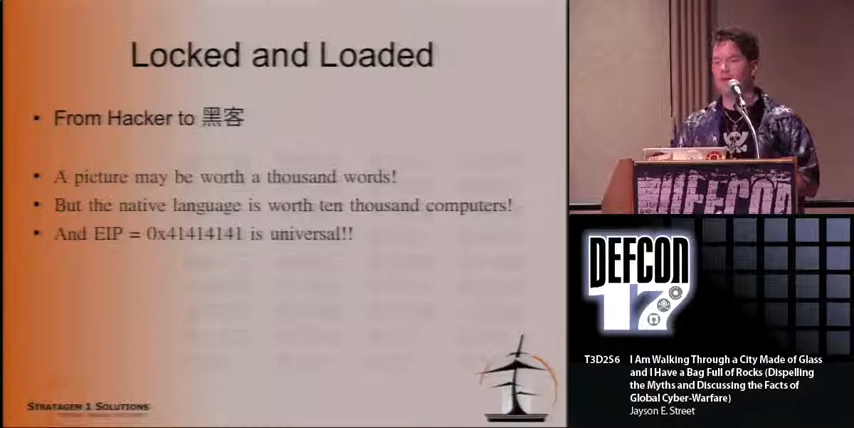 Locked and Loaded
• From Hacker to 黑客
• A picture may be worth a thousand words!
• But the native language is worth ten thousand computers!
• And EIP = 0x41414141 is universal!!
STRATAGEM 1 SOLUTIONS
DEFCON
DEFCON
17
T3D2S6
I Am Walking Through a City Made of Glass
and I Have a Bag Full of Rocks (Dispelling
the Myths and Discussing the Facts of
Global Cyber-Warfare)
Jayson E. Street